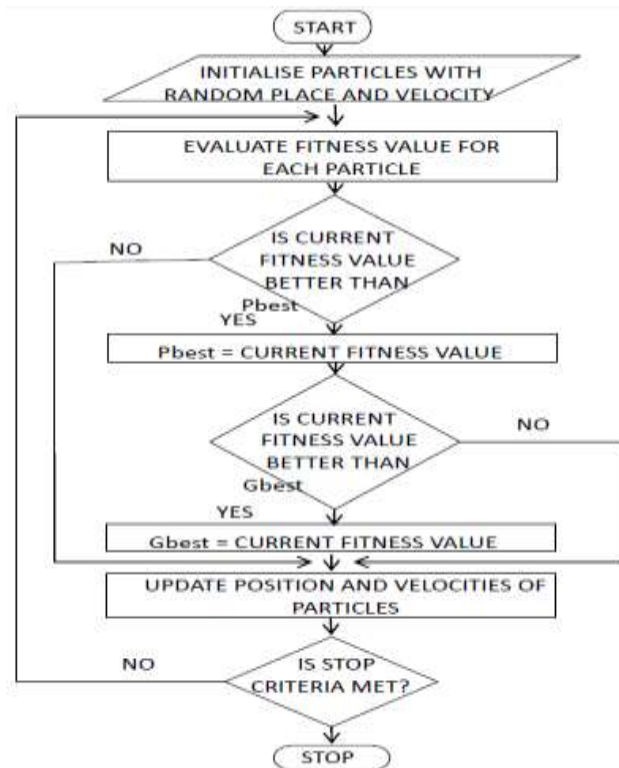 START
INITIALISE PARTICLES WITH
RANDOM PLACE AND VELOCITY
EVALUATE FITNESS VALUE FOR
EACH PARTICLE
NO
IS CURRENT
FITNESS VALUE
BETTER THAN
Pbest
YES
Pbest = CURRENT FITNESS VALUE
IS CURRENT
FITNESS VALUE
BETTER THAN
NO
Gbest
YES
Gbest = CURRENT FITNESS VALUE
UPDATE POSITION AND VELOCITIES OF
PARTICLES
NO
IS STOP
CRITERIA MET?
STOP